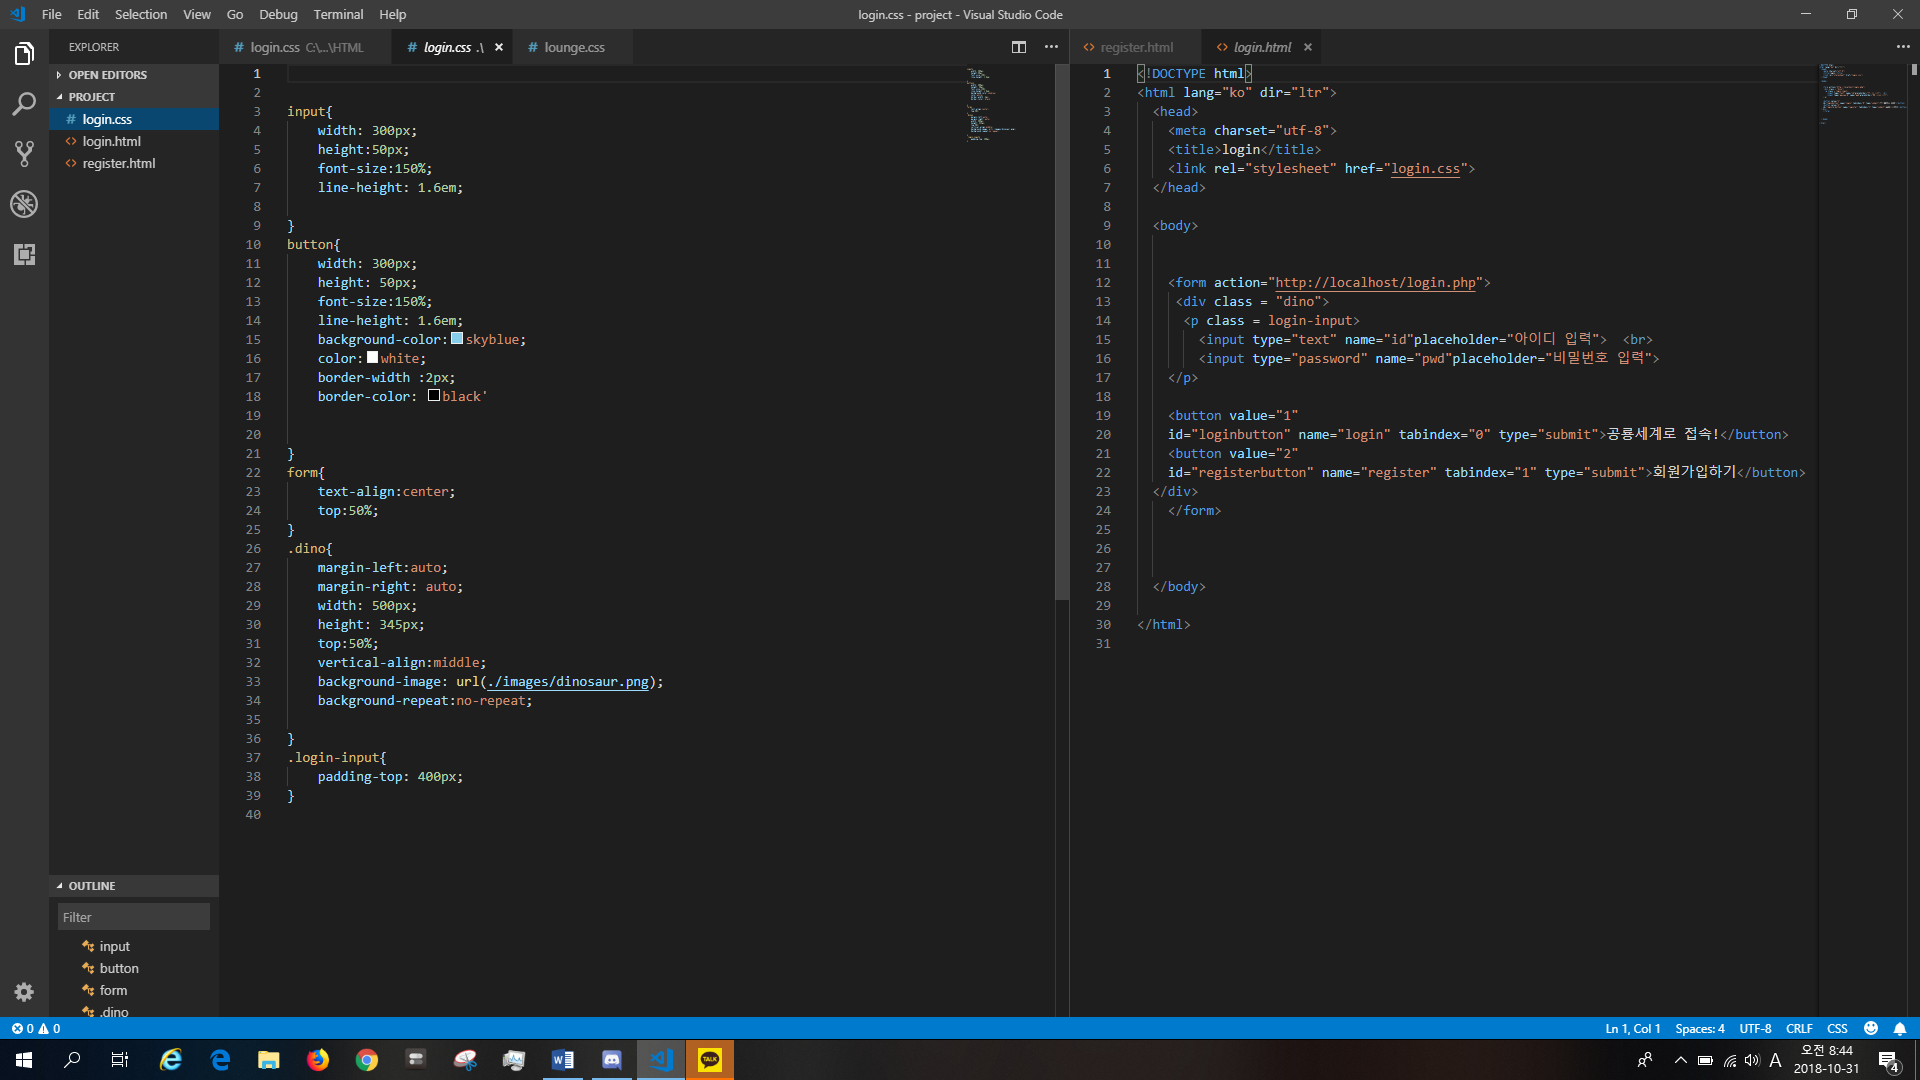 File Edit Selection View Go Debug Terminal Help
login.css - project - Visual Studio Code
EXPLORER
OPEN EDITORS
PROJECT
# login.css
<> login.html
<> register.html
OUTLINE
Filter
input
button
form
.dino
# login.css C:\...\HTML
# login.css .\
# lounge.css
1
2
3 input{
4 width: 300px;
5 height:50px;
6 font-size:150%;
7 line-height: 1.6em;
8
9 }
10 button{
11 width: 300px;
12 height: 50px;
13 font-size:150%;
14 line-height: 1.6em;
15 background-color:skyblue;
16 color:white;
17 border-width :2px;
18 border-color: black'
19
20
21 }
22 form{
23 text-align:center;
24 top:50%;
25 }
26 .dino{
27 margin-left:auto;
28 margin-right: auto;
29 width: 500px;
30 height: 345px;
31 top:50%;
32 vertical-align:middle;
33 background-image: url(./images/dinosaur.png);
34 background-repeat:no-repeat;
35
36 }
37 .login-input{
38 padding-top: 400px;
39 }
40
<> register.html
<> login.html
1 <!DOCTYPE html>
2 <html lang="ko" dir="ltr">
3 <head>
4 <meta charset="utf-8">
5 <title>login</title>
6 <link rel="stylesheet" href="login.css">
7 </head>
8
9 <body>
10
11
12 <form action="http://localhost/login.php">
13 <div class = "dino">
14 <p class = login-input>
15 <input type="text" name="id"placeholder="아이디 입력"> <br>
16 <input type="password" name="pwd"placeholder="비밀번호 입력">
17 </p>
18
19 <button value="1"
20 id="loginbutton" name="login" tabindex="0" type="submit">공룡세계로 접속!</button>
21 <button value="2"
22 id="registerbutton" name="register" tabindex="1" type="submit">회원가입하기</button>
23 </div>
24 </form>
25
26
27
28 </body>
29
30 </html>
31
0 0
Ln 1, Col 1 Spaces: 4 UTF-8 CRLF CSS
TALK
A
오전 8:44
2018-10-31
4